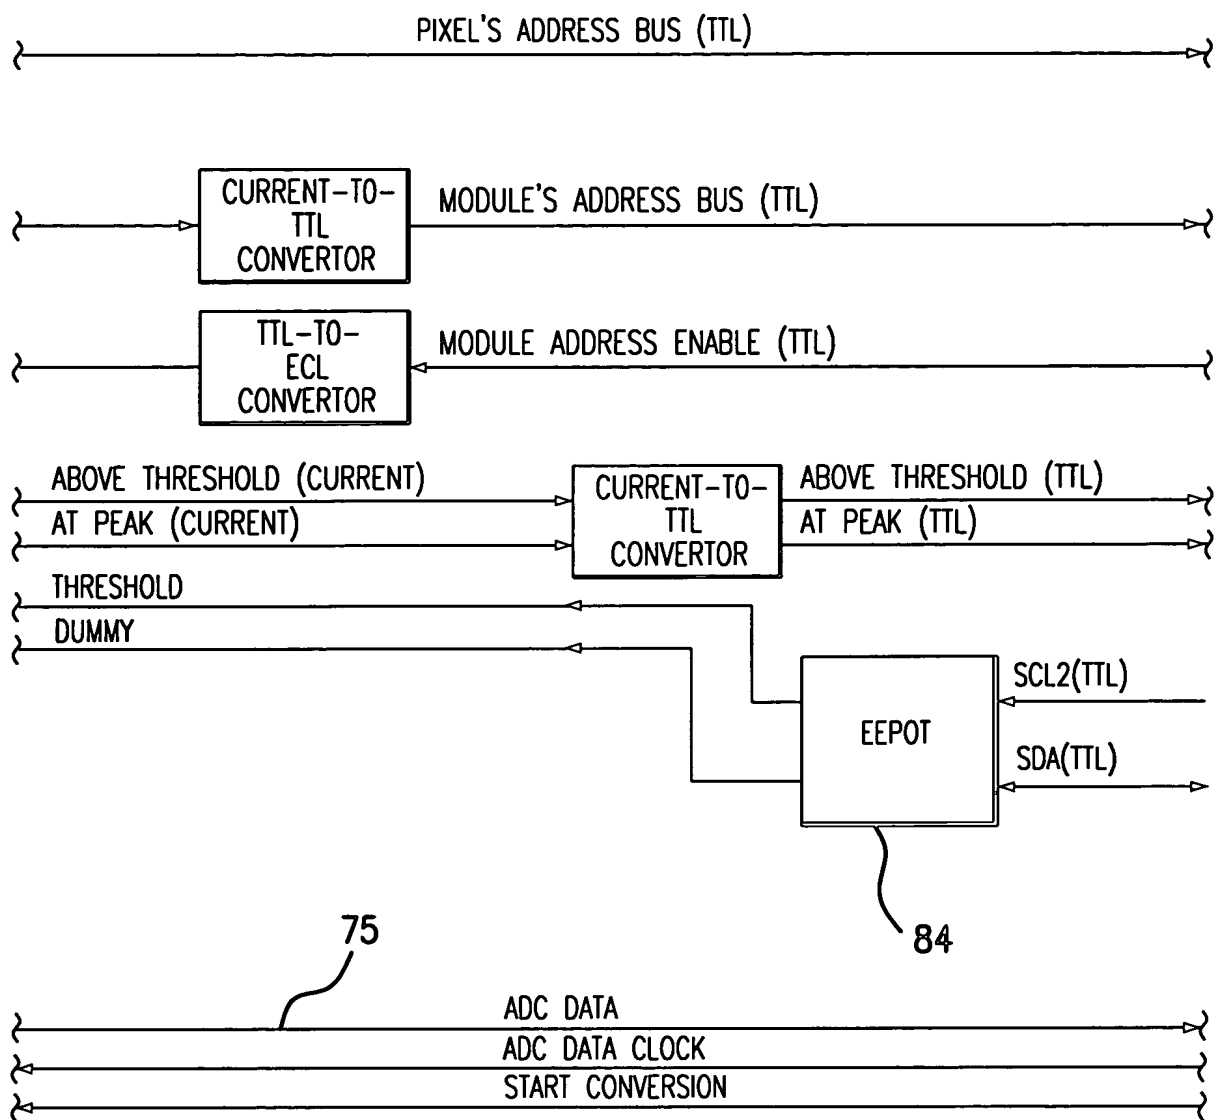 PIXEL'S ADDRESS BUS (TTL)
CURRENT-TO-
TTL
CONVERTOR
MODULE'S ADDRESS BUS (TTL)
TTL-TO-
ECL
CONVERTOR
MODULE ADDRESS ENABLE (TTL)
ABOVE THRESHOLD (CURRENT)
AT PEAK (CURRENT)
CURRENT-TO-
TTL
CONVERTOR
ABOVE THRESHOLD (TTL)
AT PEAK (TTL)
THRESHOLD
DUMMY
EEPOT
SCL2(TTL)
SDA(TTL)
84
75
ADC DATA
ADC DATA CLOCK
START CONVERSION